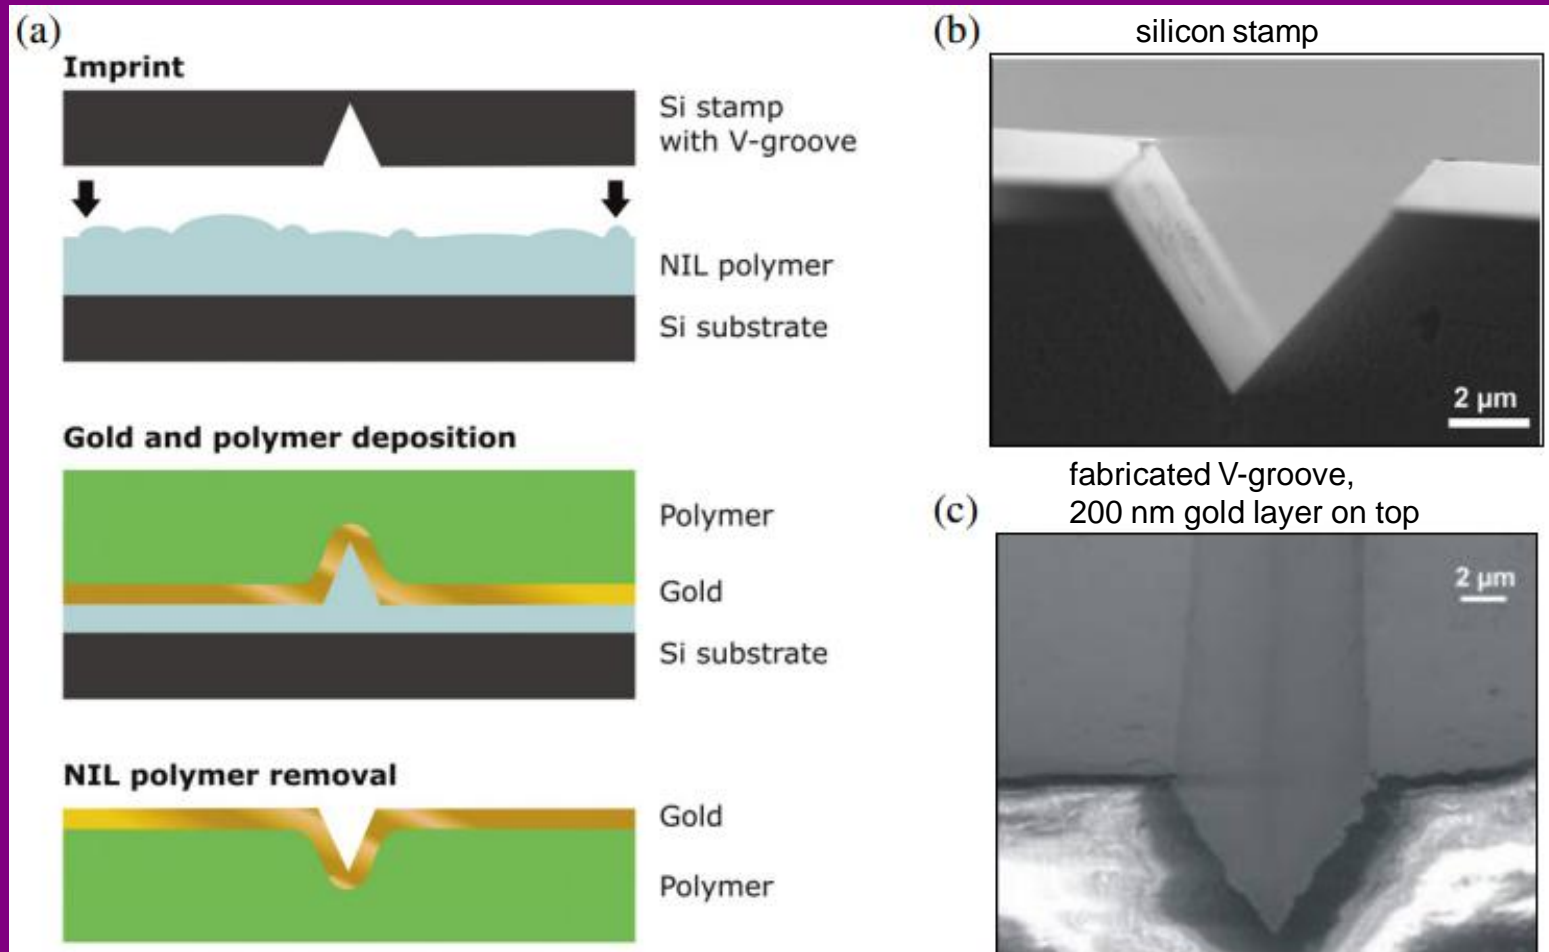 (a)
Imprint
Si stamp
with V-groove
NIL polymer
Si substrate
Gold and polymer deposition
Polymer
Gold
Si substrate
NIL polymer removal
Gold
Polymer
(b)
silicon stamp
2 μm
fabricated V-groove,
(c)
200 nm gold layer on top
2 μm